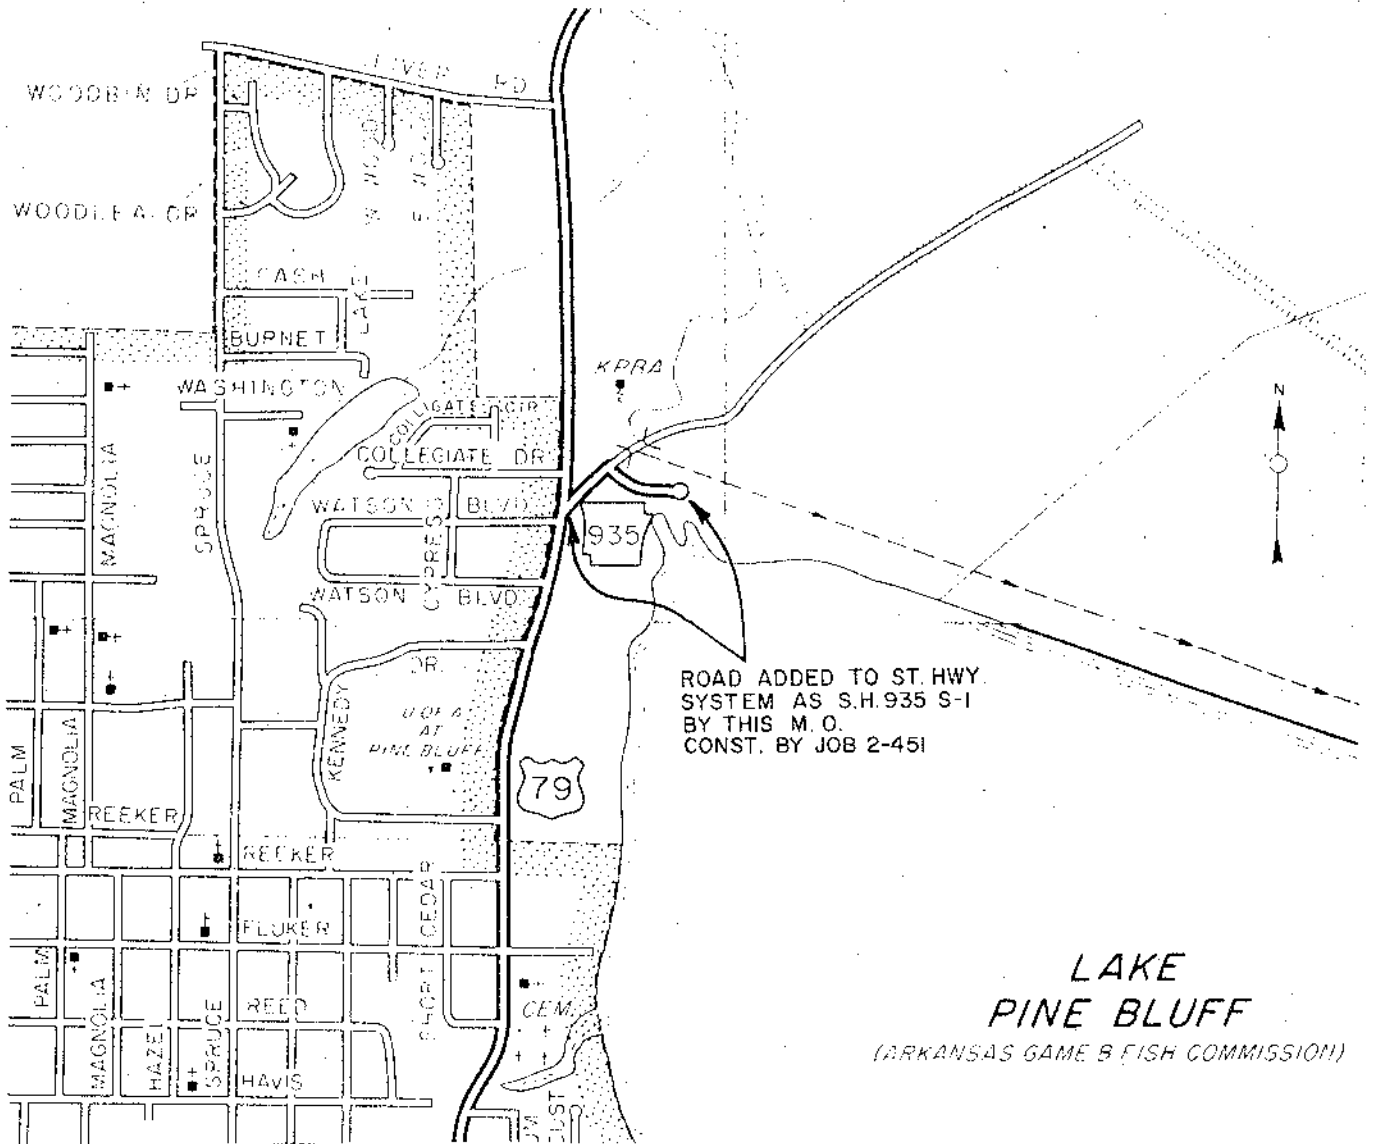 RD
WOODLEA DR
CASH
LAKE
BURNET
WASHINGTON
KPRA
N
COLLEGIATE CIR
COLLEGIATE DR
MAGNOLIA
SPRUCE
WATSON BLVD
CYPRESS
935
WATSON BLVD
DR.
KENNEDY
U OF A
AT
PINE BLUFF
ROAD ADDED TO ST. HWY.
SYSTEM AS S.H. 935 S-1
BY THIS M.O.
CONST. BY JOB 2-451
79
PALM
MAGNOLIA
REEKER
REEKER
SHORT CEDAR
FLUKER
PALM
MAGNOLIA
HAZEL
SPRUCE
REED
CEM.
HAVIS
LAKE
PINE BLUFF
(ARKANSAS GAME & FISH COMMISSION)